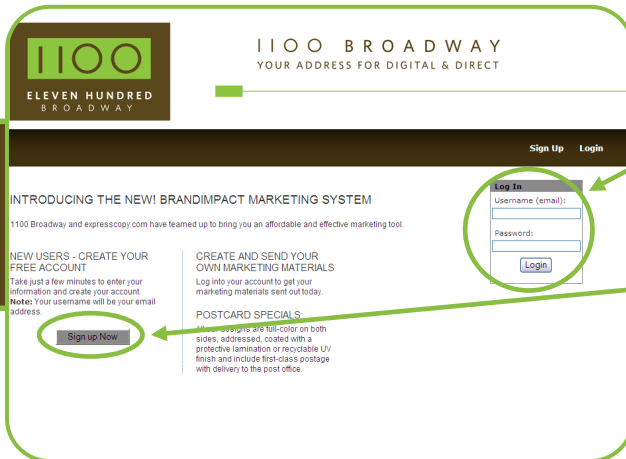 1100
ELEVEN HUNDRED
BROADWAY
1100 BROADWAY
YOUR ADDRESS FOR DIGITAL & DIRECT
Sign Up Login
INTRODUCING THE NEW! BRANDIMPACT MARKETING SYSTEM
1100 Broadway and expresscopy.com have teamed up to bring you an affordable and effective marketing tool.
NEW USERS - CREATE YOUR
FREE ACCOUNT
Take just a few minutes to enter your
information and create your account.
Note: Your username will be your email
address.
Sign up Now
CREATE AND SEND YOUR
OWN MARKETING MATERIALS
Log into your account to get your
marketing materials sent out today.
POSTCARD SPECIALS:
designs are full-color on both
sides, addressed, coated with a
protective lamination or recyclable UV
finish and include first-class postage
with delivery to the post office.
Log In
Username (email):
Password:
Login